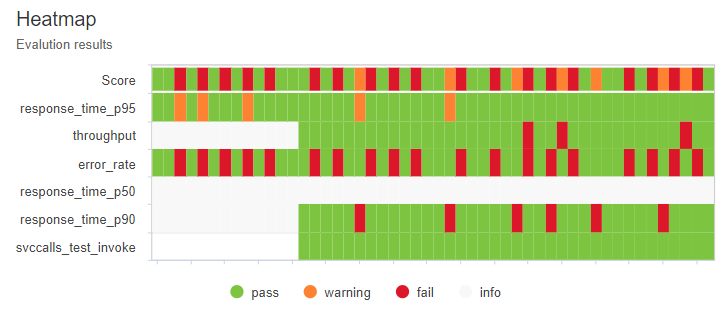 Heatmap
Evalution results
Score
response_time_p95
throughput
error_rate
response_time_p50
response_time_p90
svccalls_test_invoke
pass warning fail info